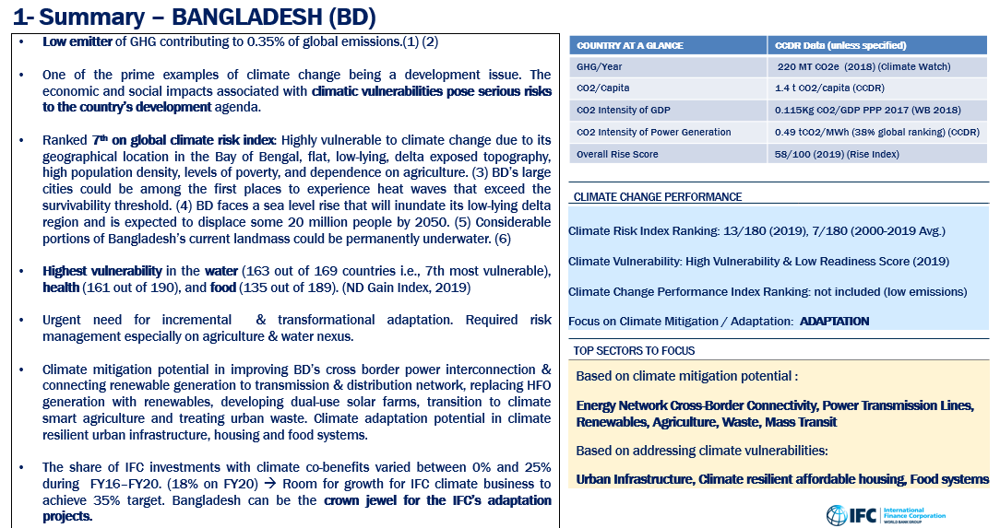 1- Summary – BANGLADESH (BD)
• Low emitter of GHG contributing to 0.35% of global emissions.(1) (2)
• One of the prime examples of climate change being a development issue. The
economic and social impacts associated with climatic vulnerabilities pose serious risks
to the country's development agenda.
• Ranked 7th on global climate risk index: Highly vulnerable to climate change due to its
geographical location in the Bay of Bengal, flat, low-lying, delta exposed topography,
high population density, levels of poverty, and dependence on agriculture. (3) BD's large
cities could be among the first places to experience heat waves that exceed the
survivability threshold. (4) BD faces a sea level rise that will inundate its low-lying delta
region and is expected to displace some 20 million people by 2050. (5) Considerable
portions of Bangladesh's current landmass could be permanently underwater. (6)
• Highest vulnerability in the water (163 out of 169 countries i.e., 7th most vulnerable),
health (161 out of 190), and food (135 out of 189). (ND Gain Index, 2019)
• Urgent need for incremental & transformational adaptation. Required risk
management especially on agriculture & water nexus.
• Climate mitigation potential in improving BD's cross border power interconnection &
connecting renewable generation to transmission & distribution network, replacing HFO
generation with renewables, developing dual-use solar farms, transition to climate
smart agriculture and treating urban waste. Climate adaptation potential in climate
resilient urban infrastructure, housing and food systems.
• The share of IFC investments with climate co-benefits varied between 0% and 25%
during FY16–FY20. (18% on FY20) → Room for growth for IFC climate business to
achieve 35% target. Bangladesh can be the crown jewel for the IFC's adaptation
projects.
COUNTRY AT A GLANCE CCDR Data (unless specified)
GHG/Year 220 MT CO2e (2018) (Climate Watch)
CO2/Capita 1.4 t CO2/capita (CCDR)
CO2 Intensity of GDP 0.115Kg CO2/GDP PPP 2017 (WB 2018)
CO2 Intensity of Power Generation 0.49 tCO2/MWh (38% global ranking) (CCDR)
Overall Rise Score 58/100 (2019) (Rise Index)
CLIMATE CHANGE PERFORMANCE
Climate Risk Index Ranking: 13/180 (2019), 7/180 (2000-2019 Avg.)
Climate Vulnerability: High Vulnerability & Low Readiness Score (2019)
Climate Change Performance Index Ranking: not included (low emissions)
Focus on Climate Mitigation / Adaptation: ADAPTATION
TOP SECTORS TO FOCUS
Based on climate mitigation potential :
Energy Network Cross-Border Connectivity, Power Transmission Lines,
Renewables, Agriculture, Waste, Mass Transit
Based on addressing climate vulnerabilities:
Urban Infrastructure, Climate resilient affordable housing, Food systems
IFC International
Finance Corporation
WORLD BANK GROUP